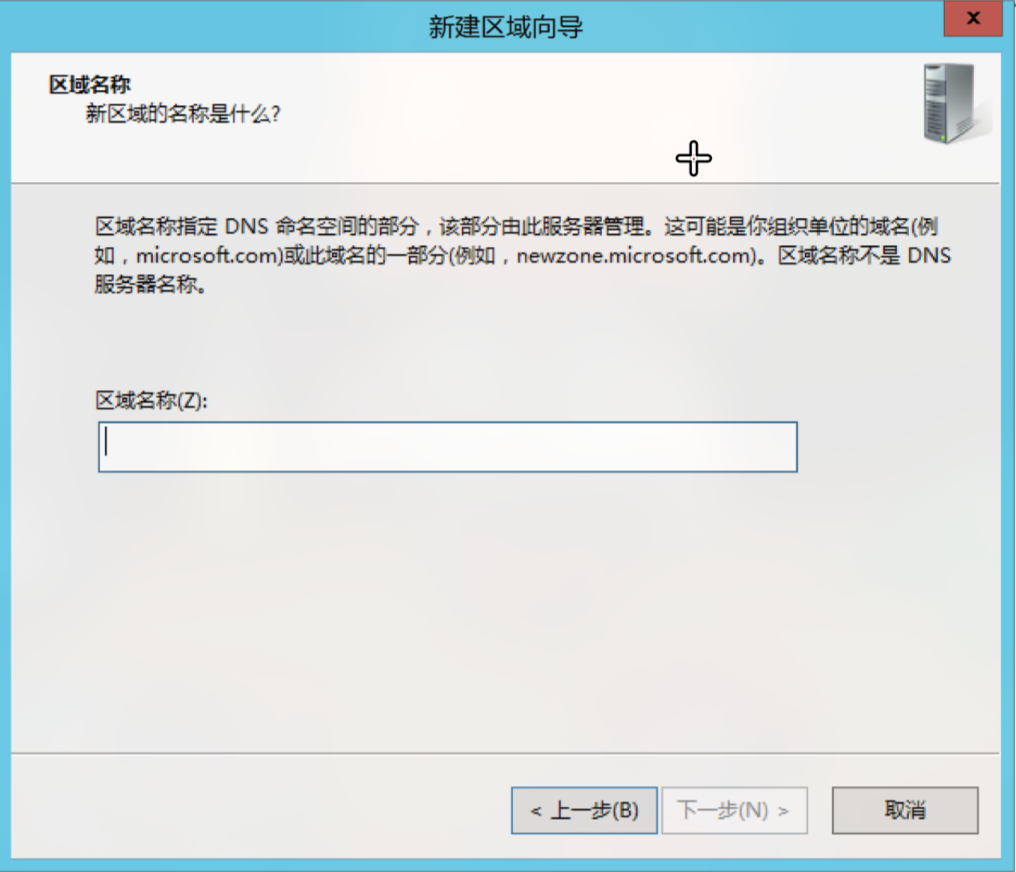 新建区域向导
x
区域名称
新区域的名称是什么?
区域名称指定 DNS 命名空间的部分，该部分由此服务器管理。这可能是你组织单位的域名(例
如，microsoft.com)或此域名的一部分(例如，newzone.microsoft.com)。区域名称不是 DNS
服务器名称。
区域名称(Z):
< 上一步(B) 下一步(N) > 取消